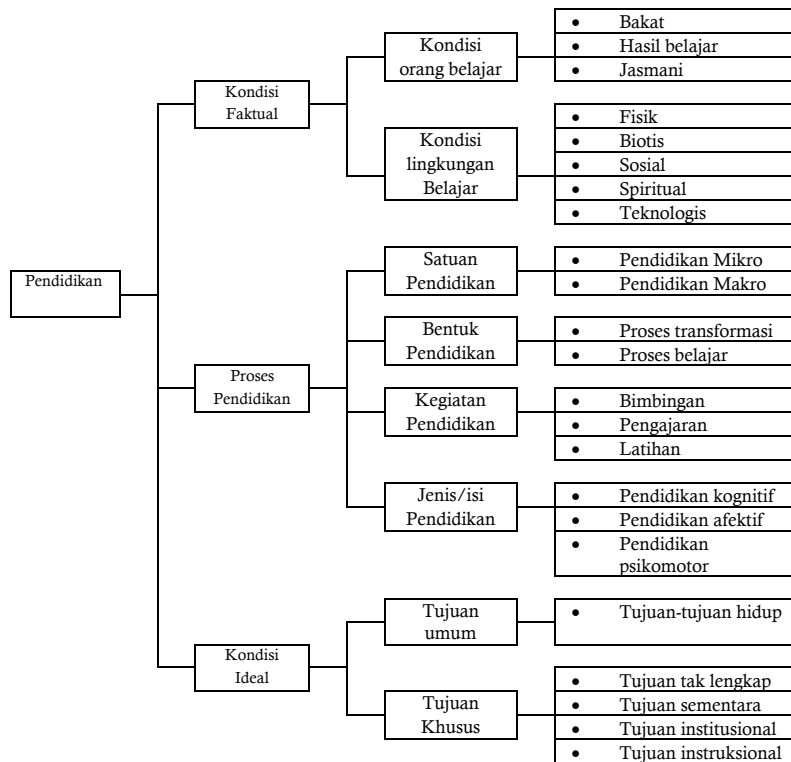 Pendidikan
Kondisi
Faktual
Kondisi
orang belajar
• Bakat
• Hasil belajar
• Jasmani
Kondisi
lingkungan
Belajar
• Fisik
• Biotis
• Sosial
• Spiritual
• Teknologis
Proses
Pendidikan
Satuan
Pendidikan
• Pendidikan Mikro
• Pendidikan Makro
Bentuk
Pendidikan
• Proses transformasi
• Proses belajar
Kegiatan
Pendidikan
• Bimbingan
• Pengajaran
• Latihan
Jenis/isi
Pendidikan
• Pendidikan kognitif
• Pendidikan afektif
• Pendidikan
psikomotor
Kondisi
Ideal
Tujuan
umum
• Tujuan-tujuan hidup
Tujuan
Khusus
• Tujuan tak lengkap
• Tujuan sementara
• Tujuan institusional
• Tujuan instruksional